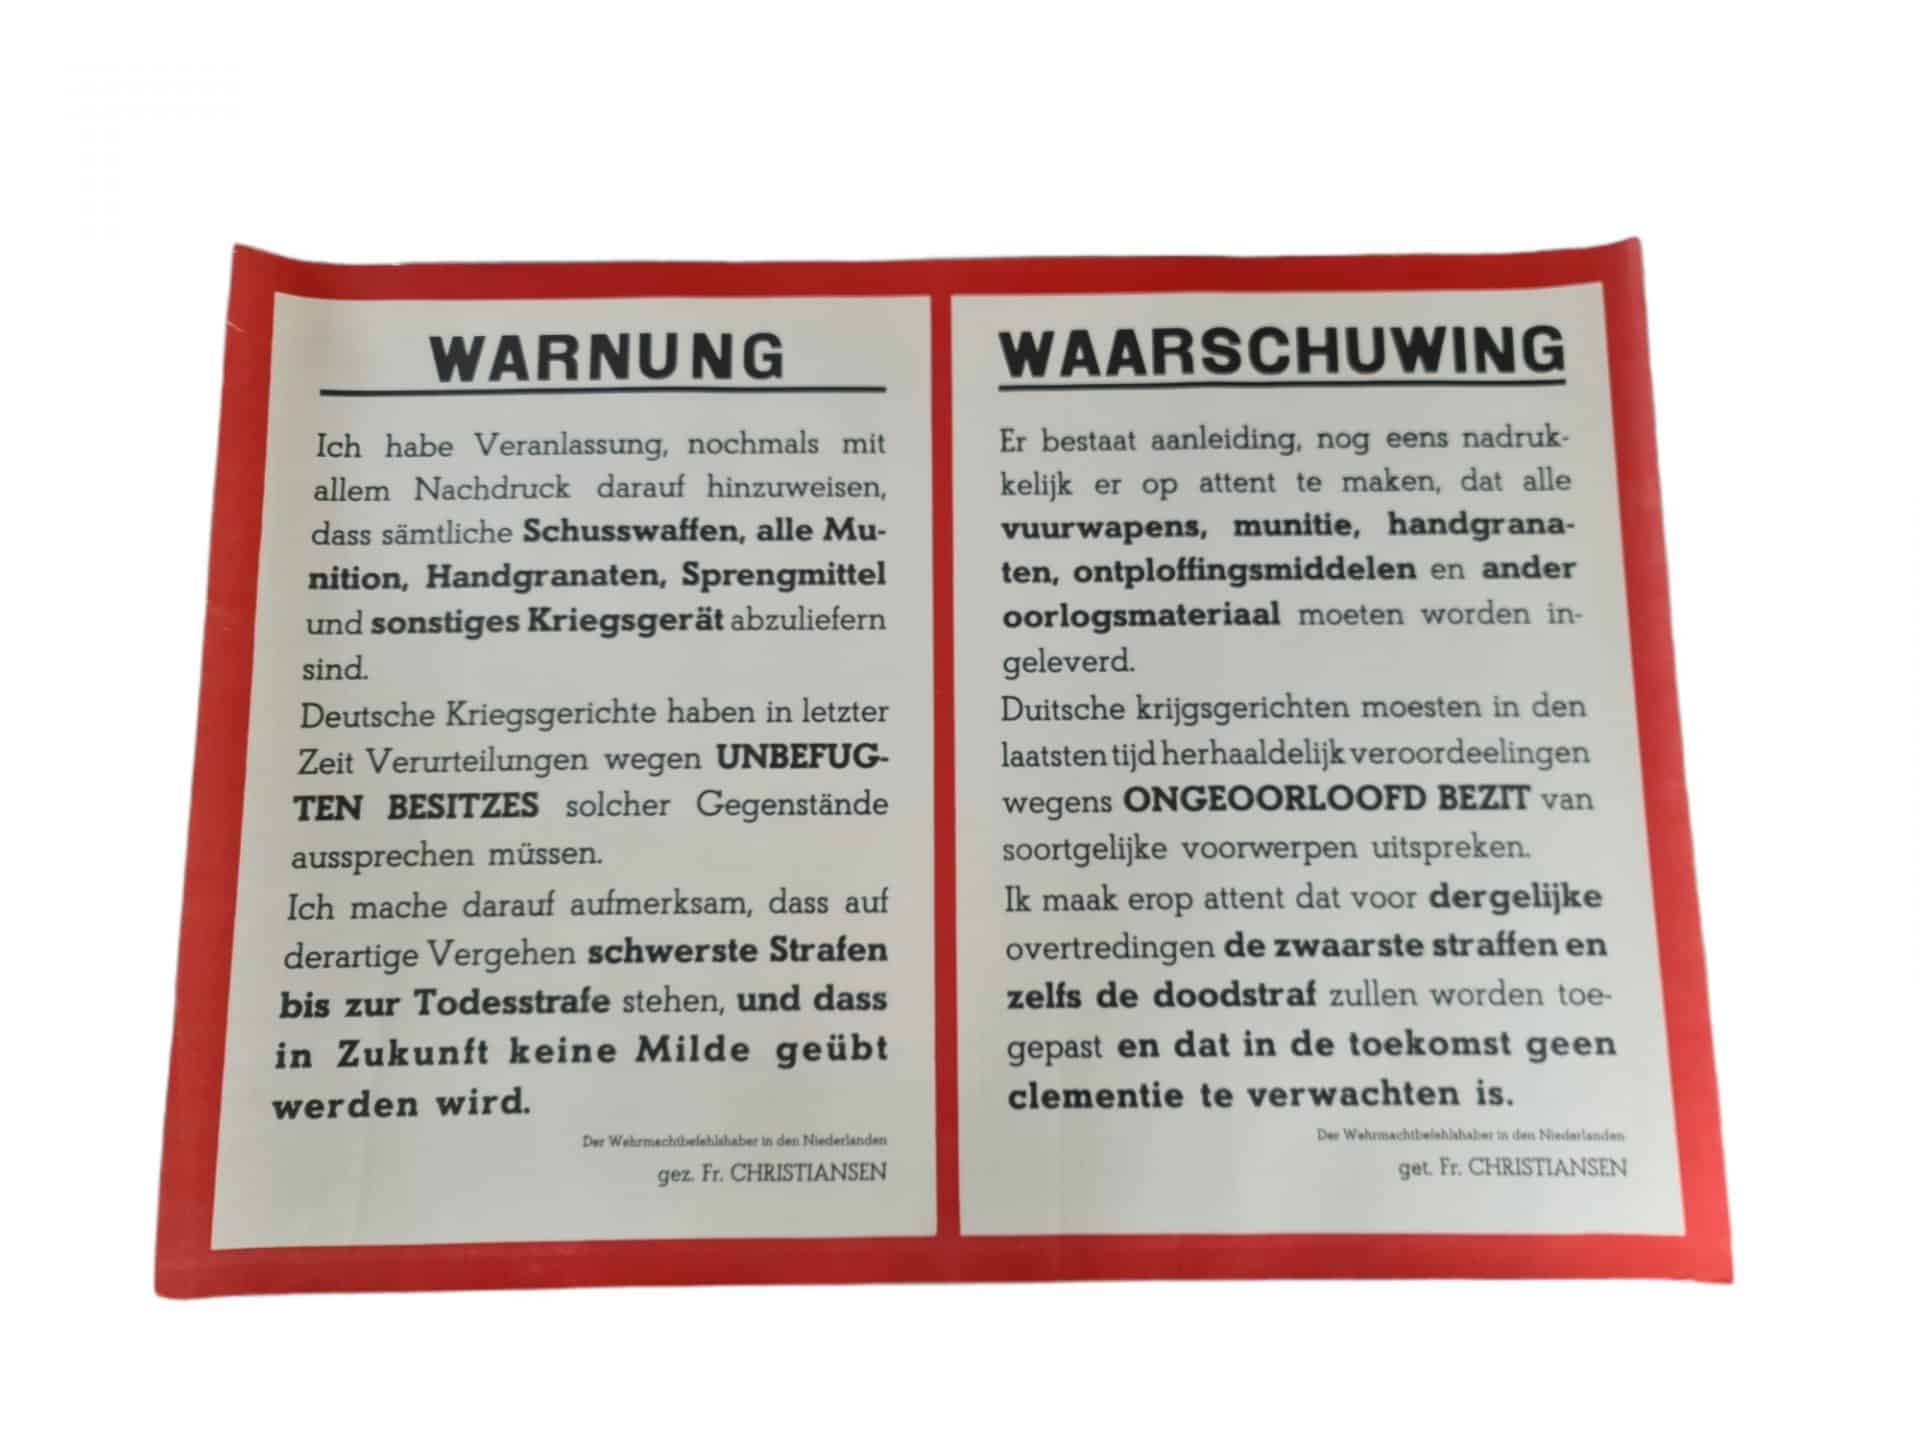 WARNUNG
Ich habe Veranlassung, nochmals mit
allem Nachdruck darauf hinzuweisen,
dass sämtliche Schusswaffen, alle Mu-
nition, Handgranaten, Sprengmittel
und sonstiges Kriegsgerät abzuliefern
sind.
Deutsche Kriegsgerichte haben in letzter
Zeit Verurteilungen wegen UNBEFUG-
TEN BESITZES solcher Gegenstände
aussprechen müssen.
Ich mache darauf aufmerksam, dass auf
derartige Vergehen schwerste Strafen
bis zur Todesstrafe stehen, und dass
in Zukunft keine Milde geübt
werden wird.
Der Wehrmachtbefehlshaber in den Niederlanden
gez. Fr. CHRISTIANSEN
WAARSCHUWING
Er bestaat aanleiding, nog eens nadruk-
kelijk er op attent te maken, dat alle
vuurwapens, munitie, handgrana-
ten, ontploffingsmiddelen en ander
oorlogsmateriaal moeten worden in-
geleverd.
Duitsche krijgsgerichten moesten in den
laatsten tijd herhaaldelijk veroordeelingen
wegens ONGEOORLOOFD BEZIT van
soortgelijke voorwerpen uitspreken.
Ik maak erop attent dat voor dergelijke
overtredingen de zwaarste straffen en
zelfs de doodstraf zullen worden toe-
gepast en dat in de toekomst geen
clementie te verwachten is.
Der Wehrmachtbefehlshaber in den Niederlanden
get. Fr. CHRISTIANSEN